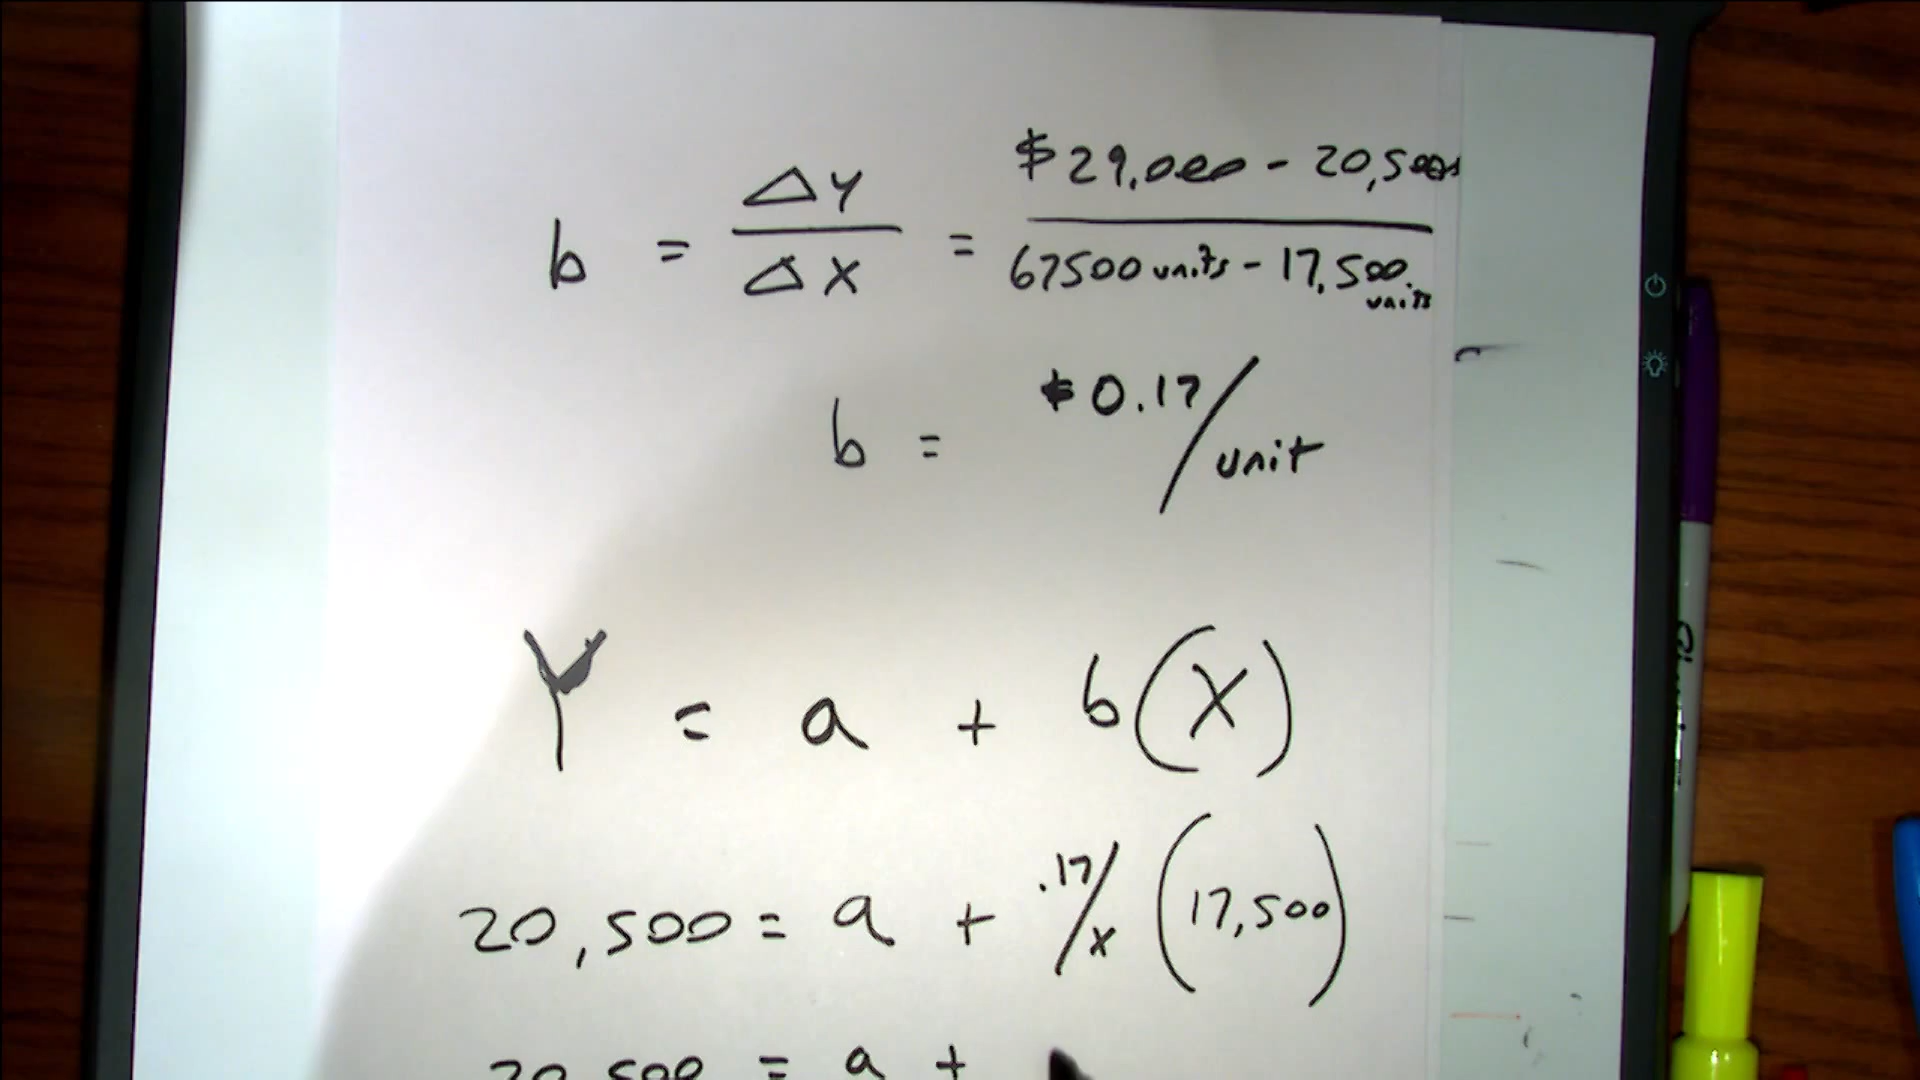 b = ΔY/ΔX = $29,000 - 20,500 / 67500 units - 17,500 units
b = $0.17/unit
Y = a + b(X)
20,500 = a + .17/x (17,500)
20,500 = a +